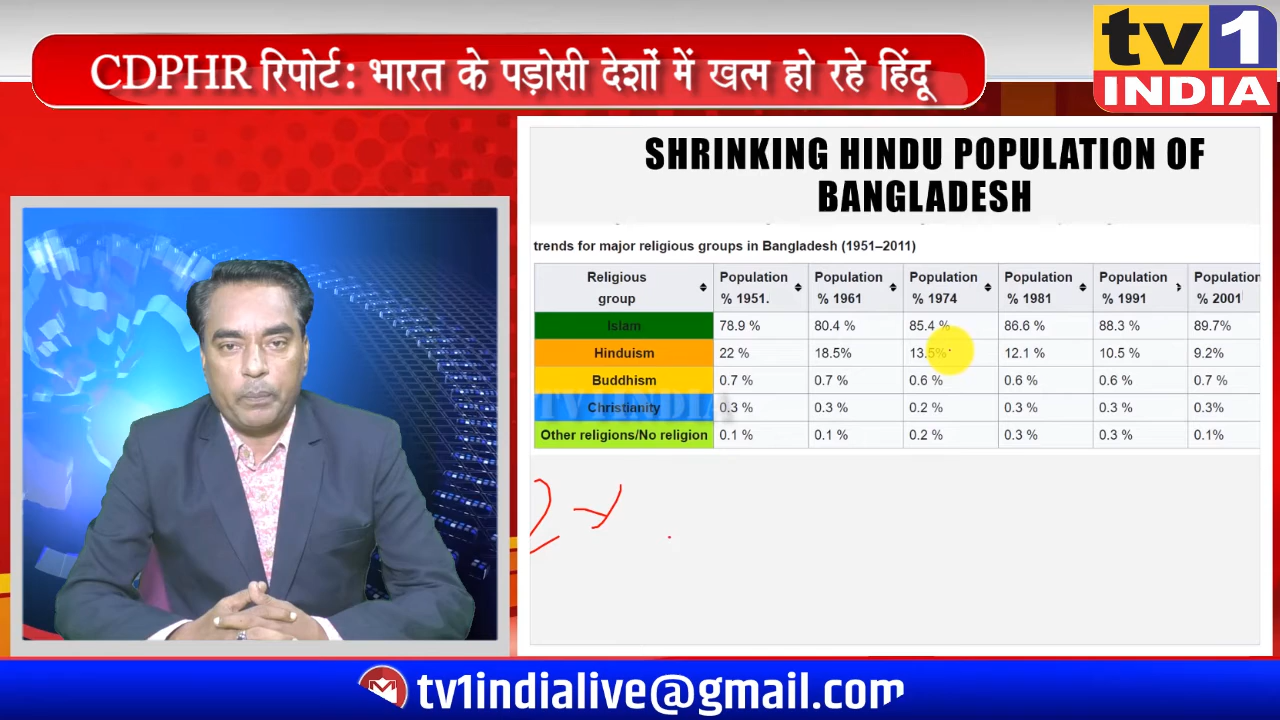 CDPHR रिपोर्ट: भारत के पड़ोसी देशों में खत्म हो रहे हिंदू
tv1
INDIA
SHRINKING HINDU POPULATION OF
BANGLADESH
trends for major religious groups in Bangladesh (1951–2011)
Religious group Population % 1951. Population % 1961 Population % 1974 Population % 1981 Population % 1991 Population % 2001
Islam 78.9 % 80.4 % 85.4 % 86.6 % 88.3 % 89.7%
Hinduism 22 % 18.5% 13.5% 12.1 % 10.5 % 9.2%
Buddhism 0.7 % 0.7 % 0.6 % 0.6 % 0.6 % 0.7 %
Christianity 0.3 % 0.3 % 0.2 % 0.3 % 0.3 % 0.3%
Other religions/No religion 0.1 % 0.1 % 0.2 % 0.3 % 0.3 % 0.1%
TV1 INDIA
tv1indialive@gmail.com